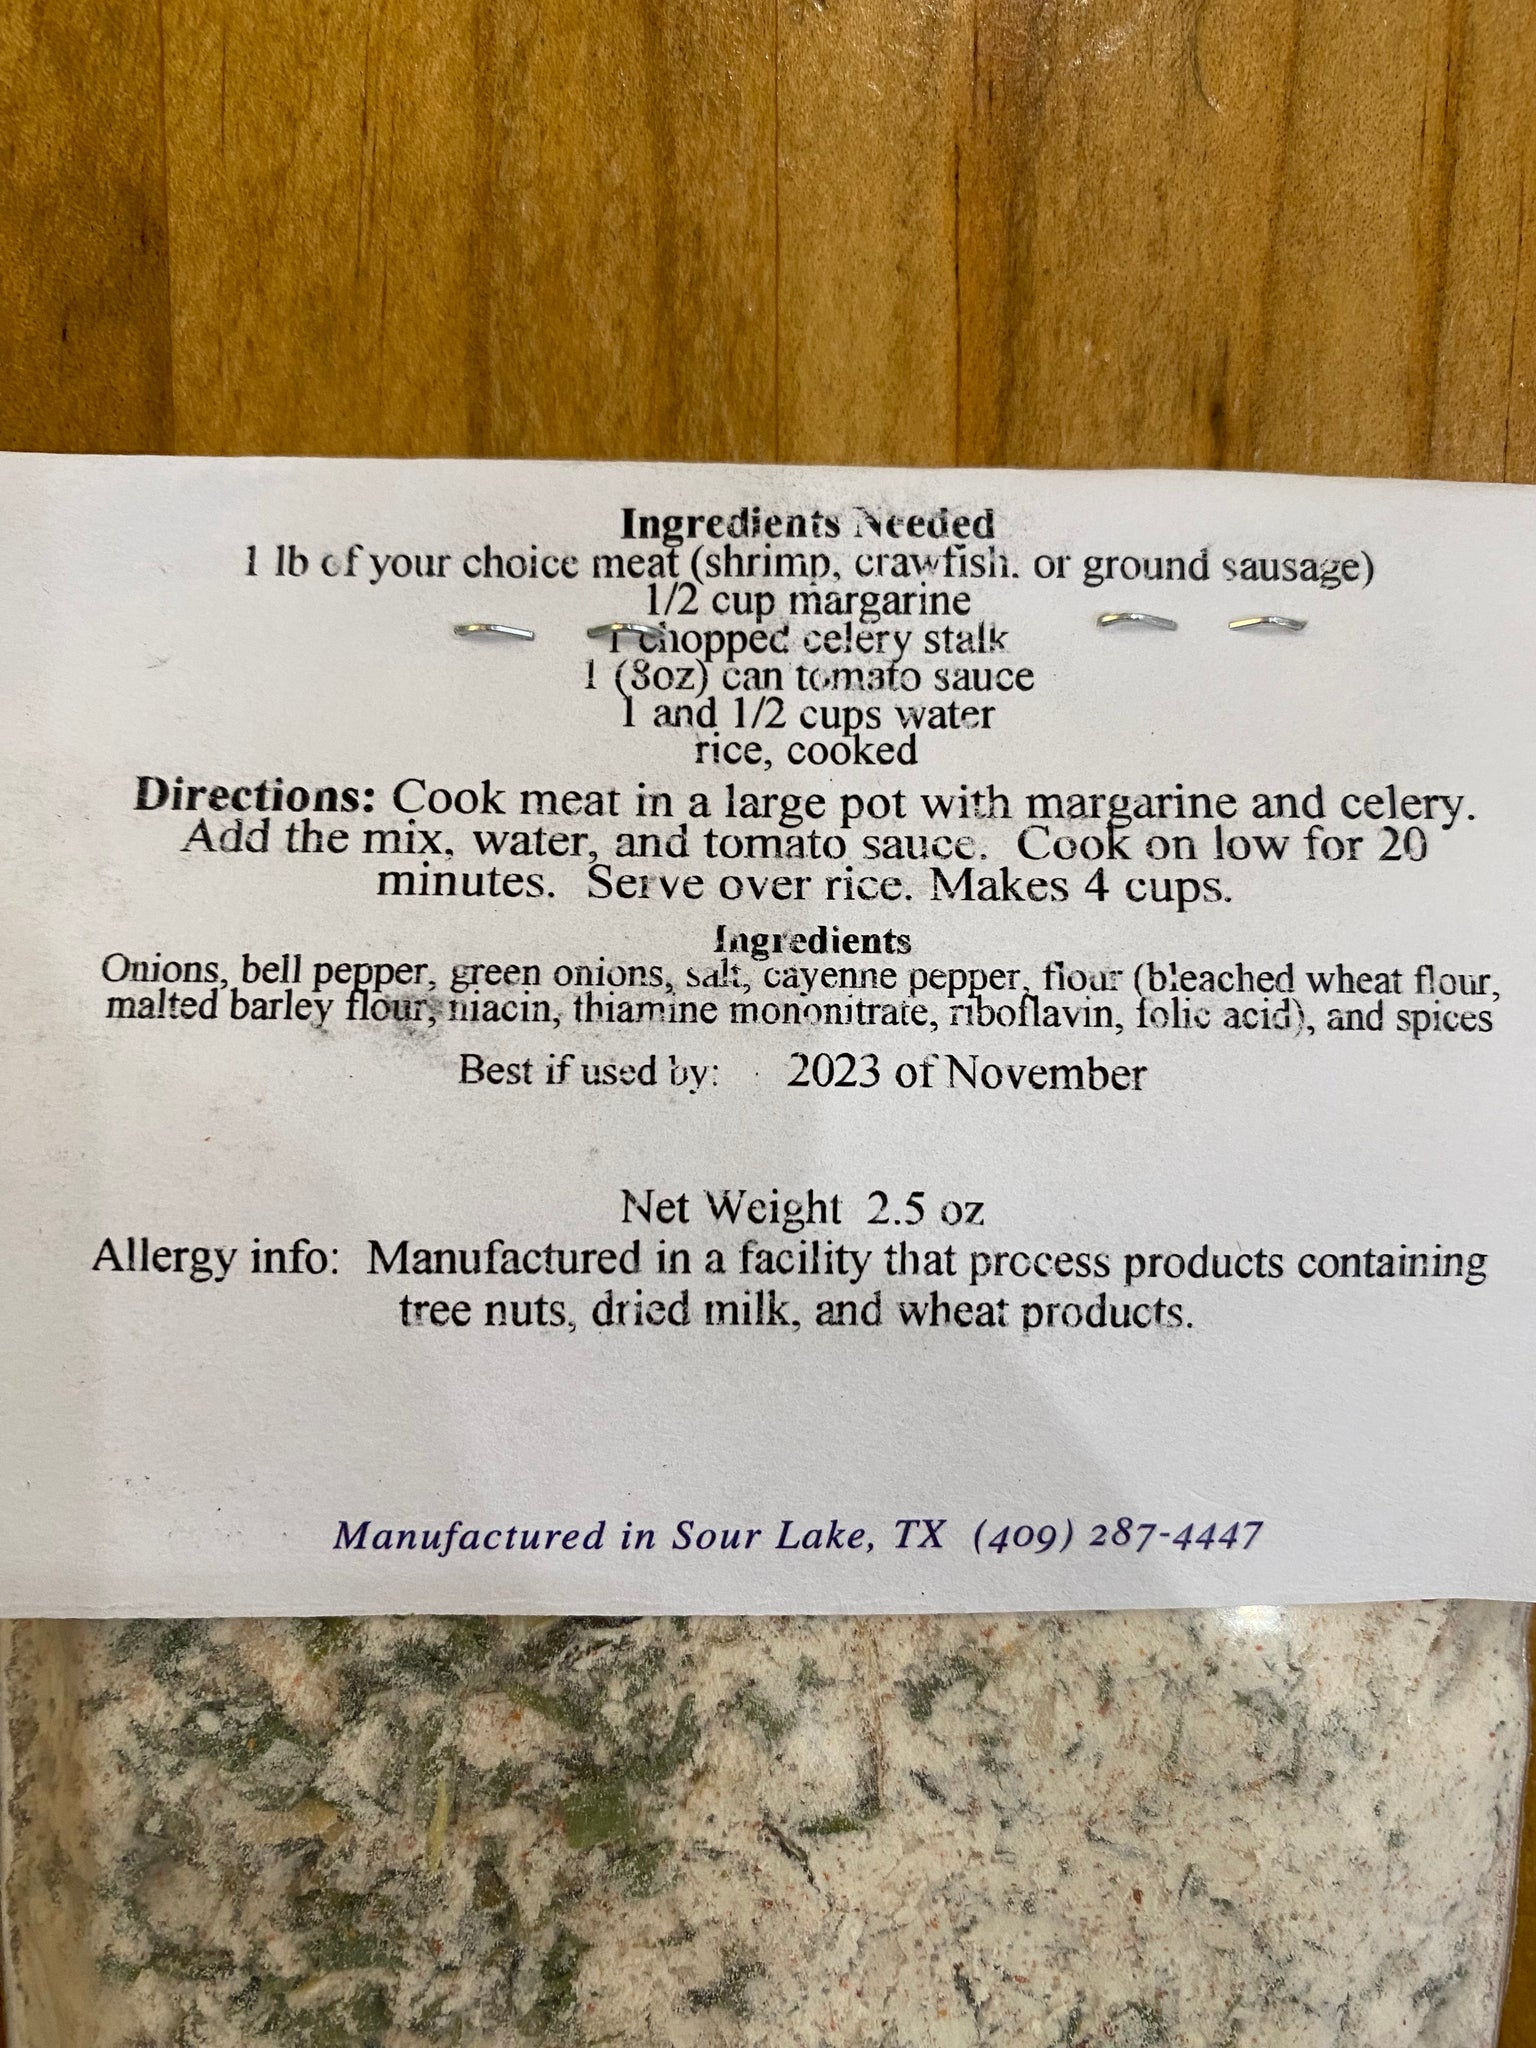 Ingredients Needed
1 lb of your choice meat (shrimp, crawfish. or ground sausage)
1/2 cup margarine
1 chopped celery stalk
1 (8oz) can tomato sauce
1 and 1/2 cups water
rice, cooked
Directions: Cook meat in a large pot with margarine and celery.
Add the mix, water, and tomato sauce. Cook on low for 20
minutes. Serve over rice. Makes 4 cups.
Ingredients
Onions, bell pepper, green onions, salt, cayenne pepper, flour (bleached wheat flour,
malted barley flour, niacin, thiamine mononitrate, riboflavin, folic acid), and spices
Best if used by: 2023 of November
Net Weight 2.5 oz
Allergy info: Manufactured in a facility that process products containing
tree nuts, dried milk, and wheat products.
Manufactured in Sour Lake, TX (409) 287-4447